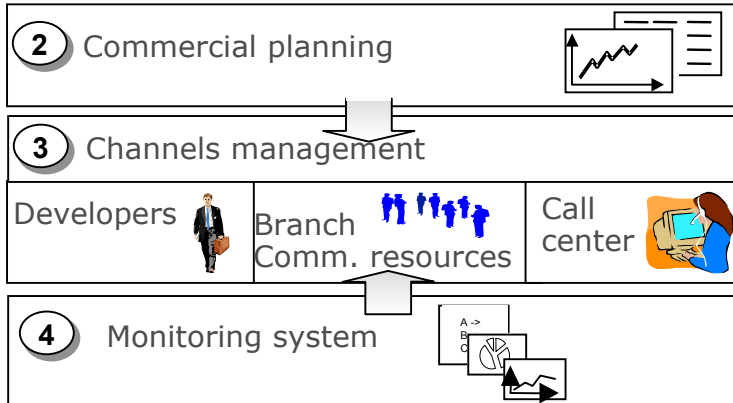 2 Commercial planning
3 Channels management
Developers
Branch
Comm. resources
Call
center
4 Monitoring system
A ->
B
C